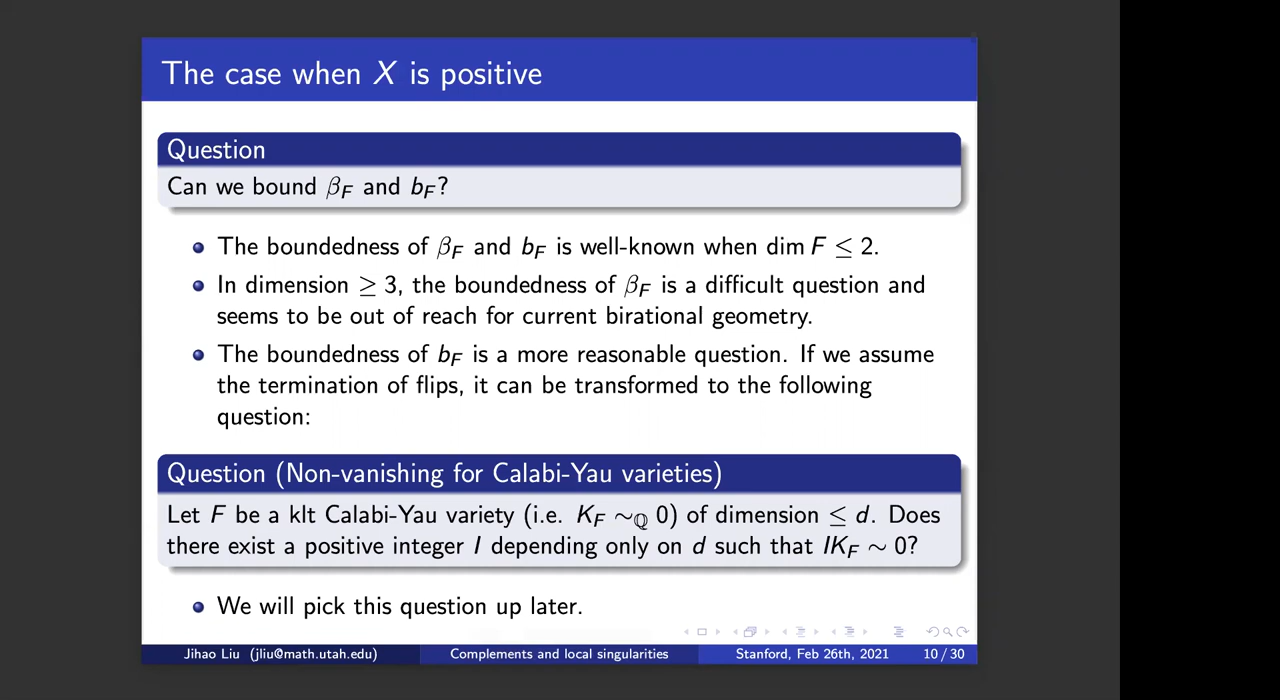 The case when X is positive
Question
Can we bound β_F and b_F?
The boundedness of β_F and b_F is well-known when dim F ≤ 2.
In dimension ≥ 3, the boundedness of β_F is a difficult question and
seems to be out of reach for current birational geometry.
The boundedness of b_F is a more reasonable question. If we assume
the termination of flips, it can be transformed to the following
question:
Question (Non-vanishing for Calabi-Yau varieties)
Let F be a klt Calabi-Yau variety (i.e. K_F ∼_ℚ 0) of dimension ≤ d. Does
there exist a positive integer I depending only on d such that IK_F ∼ 0?
We will pick this question up later.
Jihao Liu (jliu@math.utah.edu) Complements and local singularities Stanford, Feb 26th, 2021 10 / 30